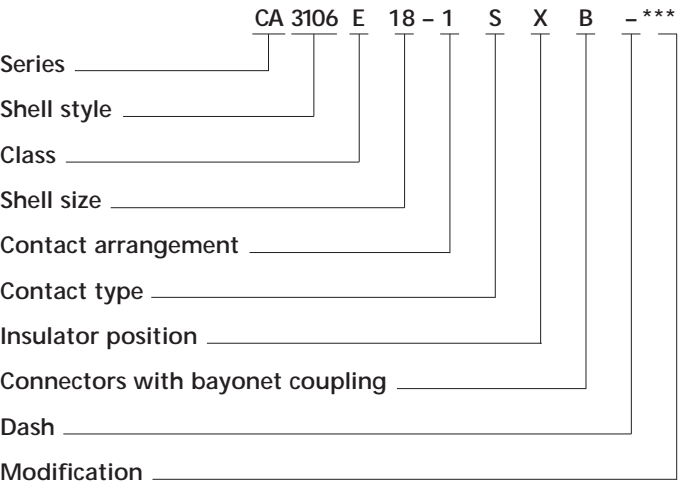 CA 3106 E 18 – 1 S X B – ***
Series
Shell style
Class
Shell size
Contact arrangement
Contact type
Insulator position
Connectors with bayonet coupling
Dash
Modification